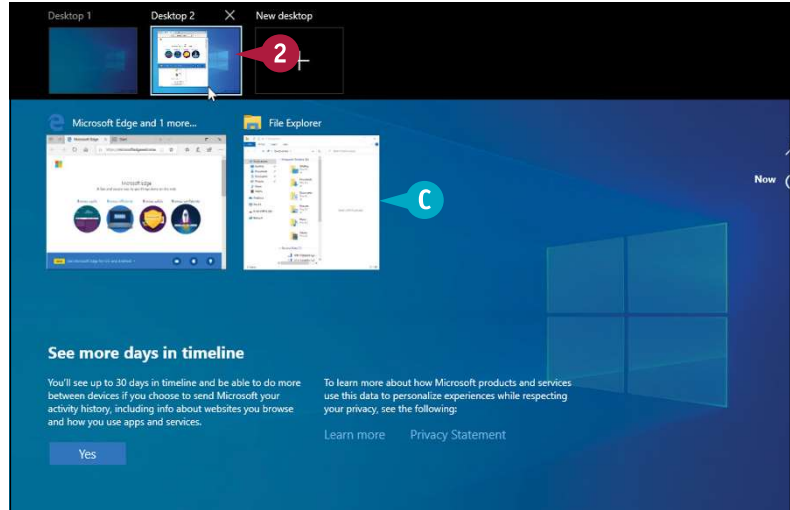 Desktop 1
Desktop 2
New desktop
2
Microsoft Edge and 1 more...
File Explorer
Microsoft Edge
C
Now
See more days in timeline
You'll see up to 30 days in timeline and be able to do more
between devices if you choose to send Microsoft your
activity history, including info about websites you browse
and how you use apps and services.
Yes
To learn more about how Microsoft products and services
use this data to personalize experiences while respecting
your privacy, see the following:
Learn more Privacy Statement